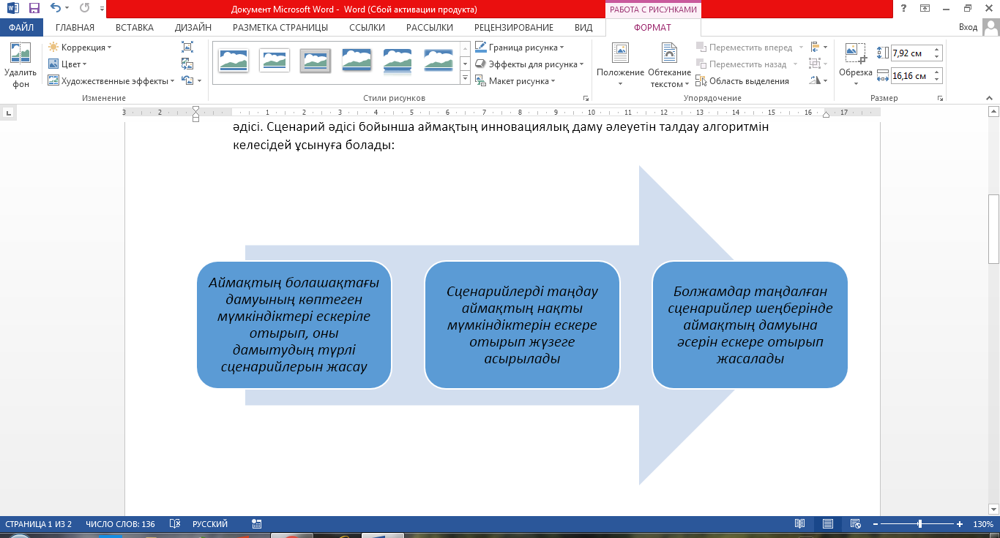 Документ Microsoft Word - Word (Сбой активации продукта)
РАБОТА С РИСУНКАМИ
?
ФАЙЛ ГЛАВНАЯ ВСТАВКА ДИЗАЙН РАЗМЕТКА СТРАНИЦЫ ССЫЛКИ РАССЫЛКИ РЕЦЕНЗИРОВАНИЕ ВИД ФОРМАТ Вход
Удалить
фон
Коррекция
Цвет
Художественные эффекты
Изменение
Стили рисунков
Граница рисунка
Эффекты для рисунка
Макет рисунка
Положение
Обтекание
текстом
Переместить вперед
Переместить назад
Область выделения
Упорядочение
Обрезка
7,92 см
16,16 см
Размер
3 2 1 1 2 3 4 5 6 7 8 9 10 11 12 13 14 15 16 17
әдісі. Сценарий әдісі бойынша аймақтың инновациялық даму әлеуетін талдау алгоритмін
келесідей ұсынуға болады:
Аймақтың болашақтағы
дамуының көптеген
мүмкіндіктері ескеріле
отырып, оны
дамытудың түрлі
сценарийлерын жасау
Сценарийлерді таңдау
аймақтың нақты
мүмкіндіктерін ескере
отырып жүзеге
асырылады
Болжамдар таңдалған
сценарийлер шеңберінде
аймақтың дамуына
әсерін ескере отырып
жасалады
СТРАНИЦА 1 ИЗ 2 ЧИСЛО СЛОВ: 136 РУССКИЙ 130%